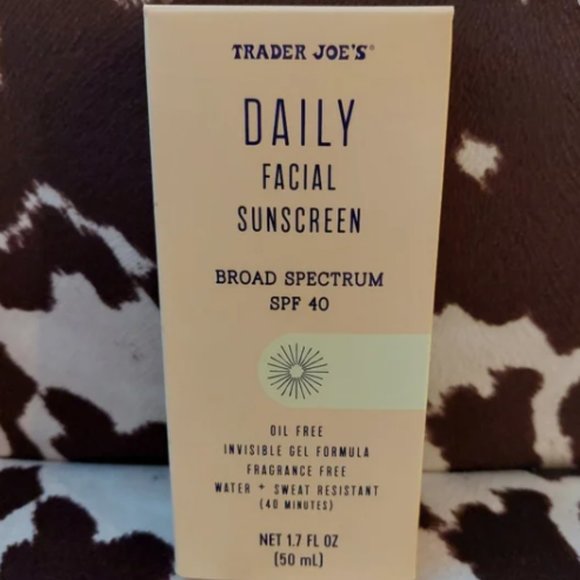 TRADER JOE'S®
DAILY
FACIAL
SUNSCREEN
BROAD SPECTRUM
SPF 40
OIL FREE
INVISIBLE GEL FORMULA
FRAGRANCE FREE
WATER + SWEAT RESISTANT
(40 MINUTES)
NET 1.7 FL OZ
(50 mL)